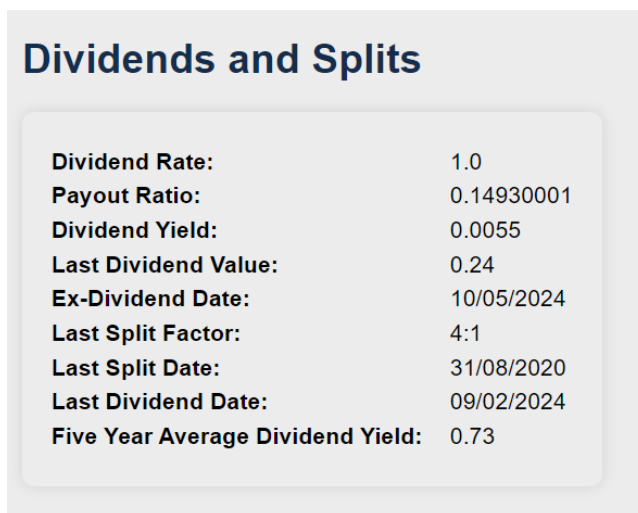 Dividends and Splits
Dividend Rate: 1.0
Payout Ratio: 0.14930001
Dividend Yield: 0.0055
Last Dividend Value: 0.24
Ex-Dividend Date: 10/05/2024
Last Split Factor: 4:1
Last Split Date: 31/08/2020
Last Dividend Date: 09/02/2024
Five Year Average Dividend Yield: 0.73